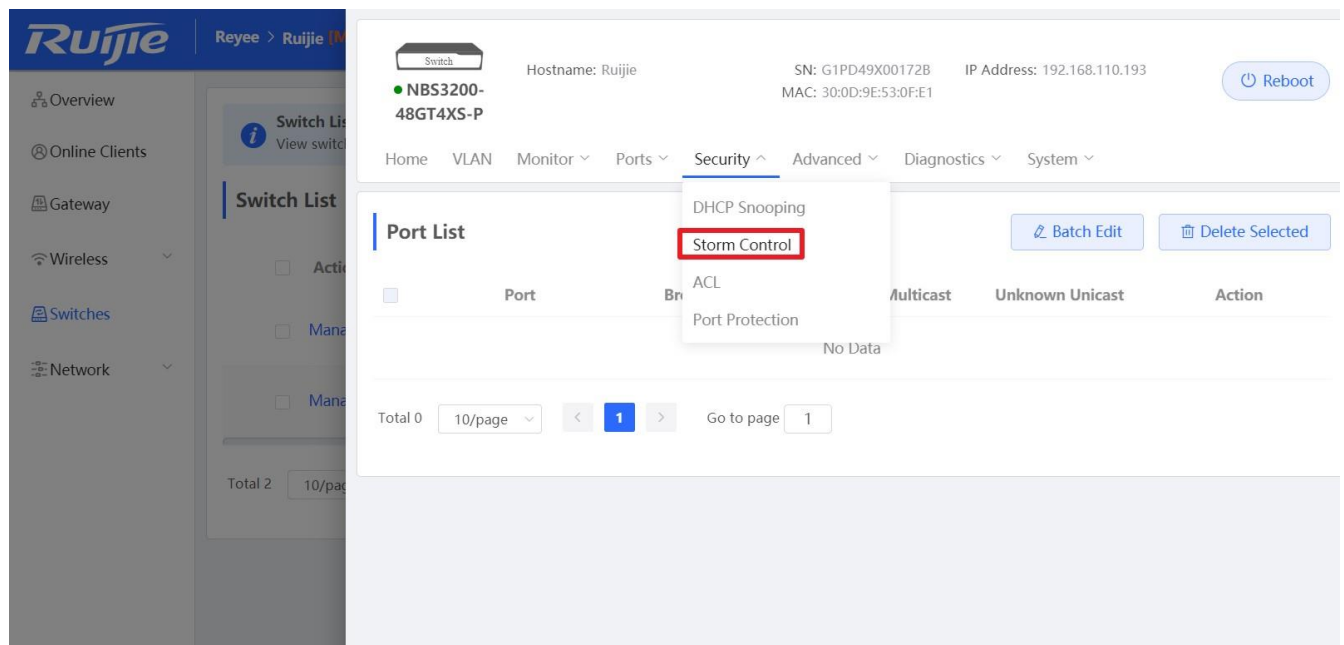 Ruijie
Reyee > Ruijie [M
Overview
Online Clients
Gateway
Wireless
Switches
Network
Switch Lis
View switc
Switch List
Actio
Mana
Mana
Total 2 10/pag
Switch
NBS3200-
48GT4XS-P
Hostname: Ruijie
SN: G1PD49X00172B IP Address: 192.168.110.193
MAC: 30:0D:9E:53:0F:E1
Reboot
Home VLAN Monitor Ports Security Advanced Diagnostics System
DHCP Snooping
Storm Control
ACL
Port Protection
Port List
Batch Edit Delete Selected
Port Br Multicast Unknown Unicast Action
No Data
Total 0 10/page < 1 > Go to page 1